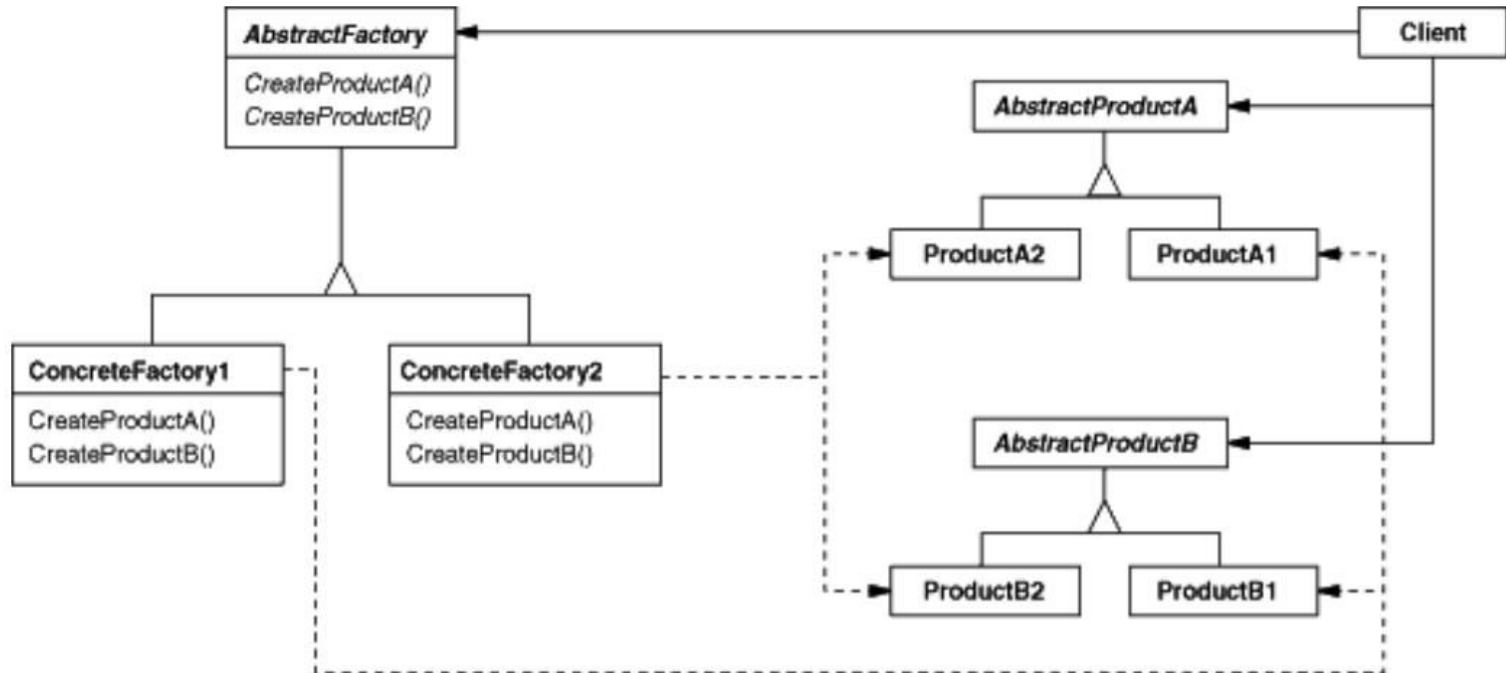 AbstractFactory
CreateProductA()
CreateProductB()
Client
AbstractProductA
ProductA2
ProductA1
ConcreteFactory1
CreateProductA()
CreateProductB()
ConcreteFactory2
CreateProductA()
CreateProductB()
AbstractProductB
ProductB2
ProductB1